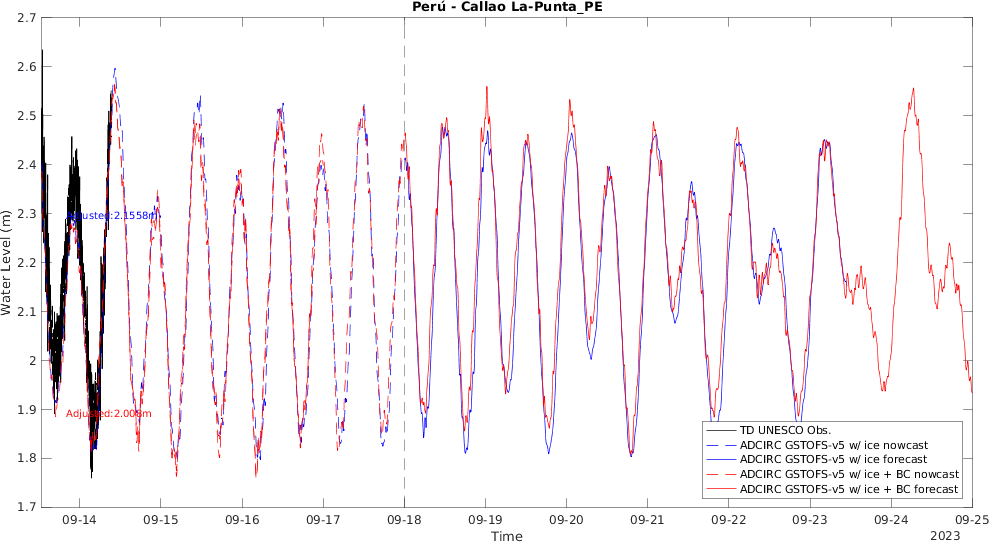 Perú - Callao La-Punta_PE
2.7
2.6
2.5
2.4
2.3
2.2
2.1
2
1.9
1.8
1.7
Water Level (m)
Adjusted:2.1558m
Adjusted:2.008m
TD UNESCO Obs.
ADCIRC GSTOFS-v5 w/ ice nowcast
ADCIRC GSTOFS-v5 w/ ice forecast
ADCIRC GSTOFS-v5 w/ ice + BC nowcast
ADCIRC GSTOFS-v5 w/ ice + BC forecast
09-14 09-15 09-16 09-17 09-18 09-19 09-20 09-21 09-22 09-23 09-24 09-25
Time
2023